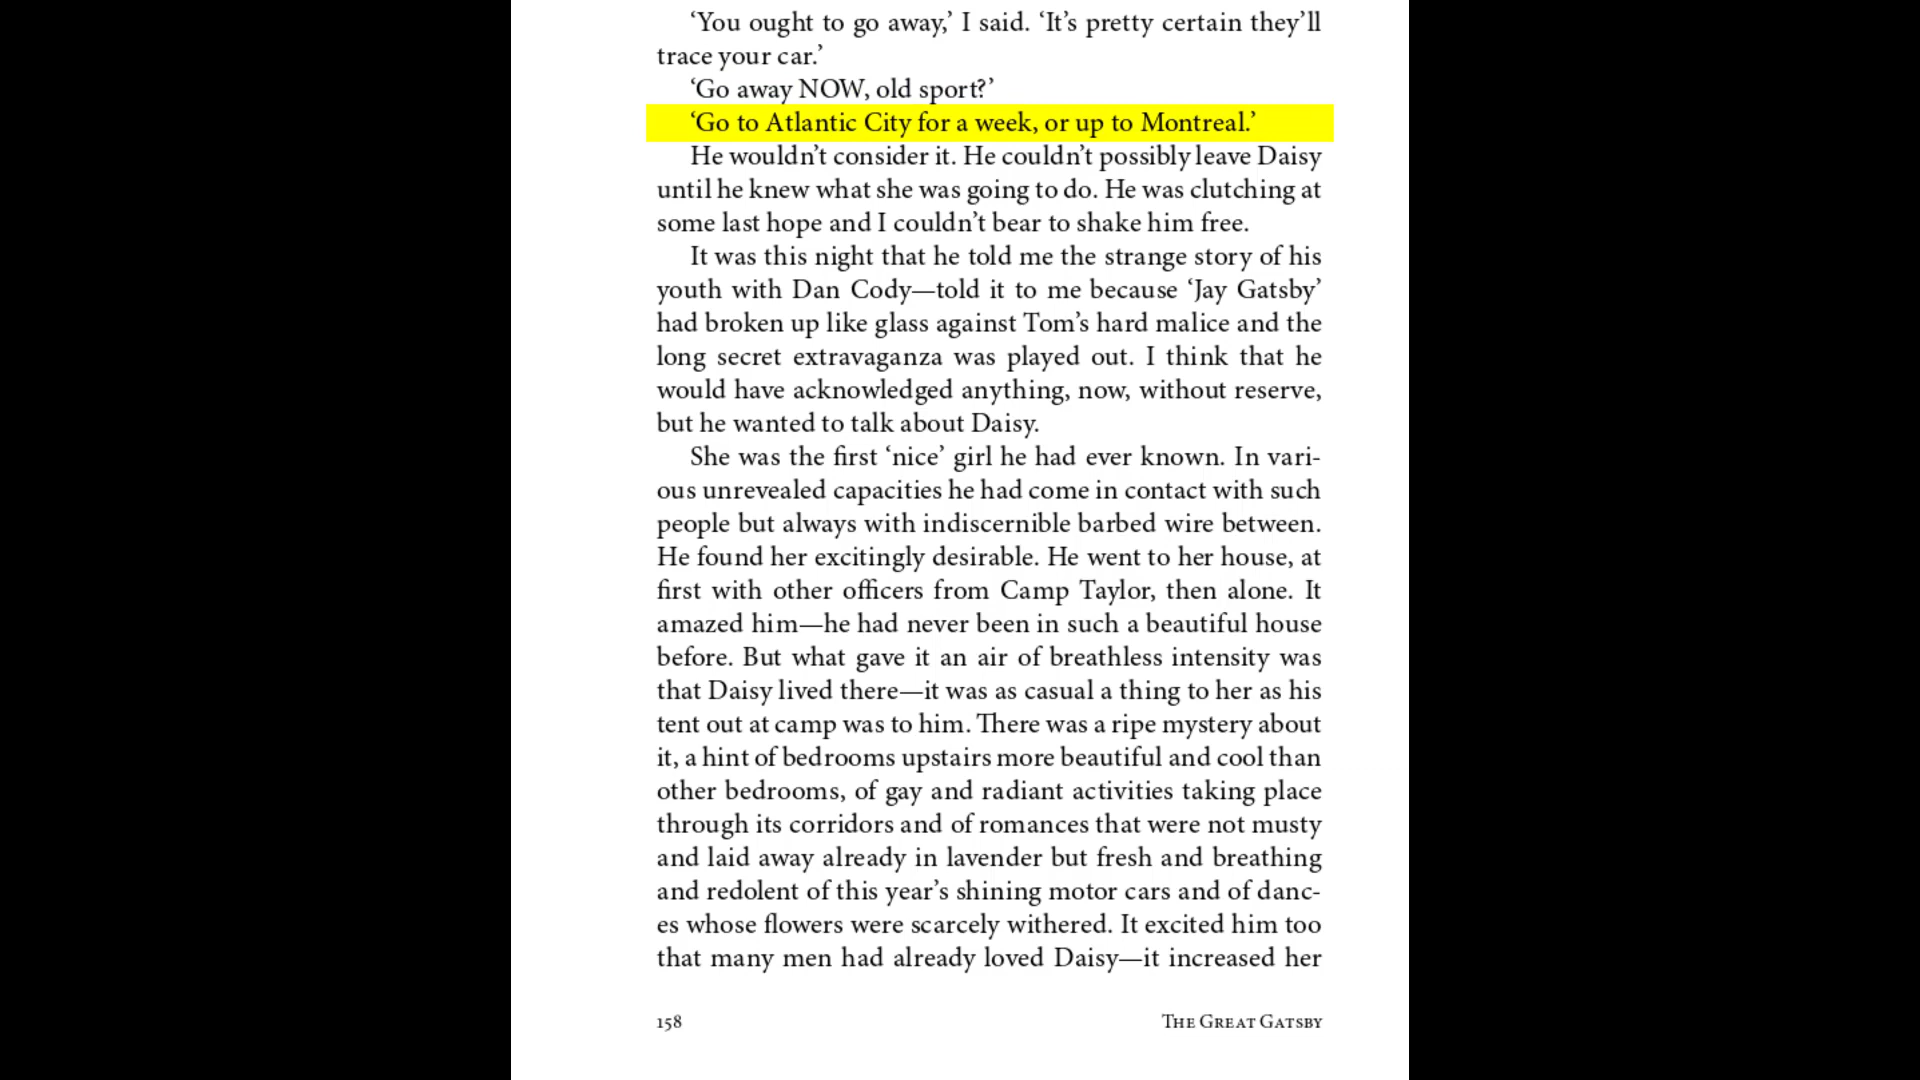 ‘You ought to go away,’ I said. ‘It’s pretty certain they’ll
trace your car.’
‘Go away NOW, old sport?’
‘Go to Atlantic City for a week, or up to Montreal.’
He wouldn’t consider it. He couldn’t possibly leave Daisy
until he knew what she was going to do. He was clutching at
some last hope and I couldn’t bear to shake him free.
It was this night that he told me the strange story of his
youth with Dan Cody—told it to me because ‘Jay Gatsby’
had broken up like glass against Tom’s hard malice and the
long secret extravaganza was played out. I think that he
would have acknowledged anything, now, without reserve,
but he wanted to talk about Daisy.
She was the first ‘nice’ girl he had ever known. In vari-
ous unrevealed capacities he had come in contact with such
people but always with indiscernible barbed wire between.
He found her excitingly desirable. He went to her house, at
first with other officers from Camp Taylor, then alone. It
amazed him—he had never been in such a beautiful house
before. But what gave it an air of breathless intensity was
that Daisy lived there—it was as casual a thing to her as his
tent out at camp was to him. There was a ripe mystery about
it, a hint of bedrooms upstairs more beautiful and cool than
other bedrooms, of gay and radiant activities taking place
through its corridors and of romances that were not musty
and laid away already in lavender but fresh and breathing
and redolent of this year’s shining motor cars and of danc-
es whose flowers were scarcely withered. It excited him too
that many men had already loved Daisy—it increased her
158 The Great Gatsby